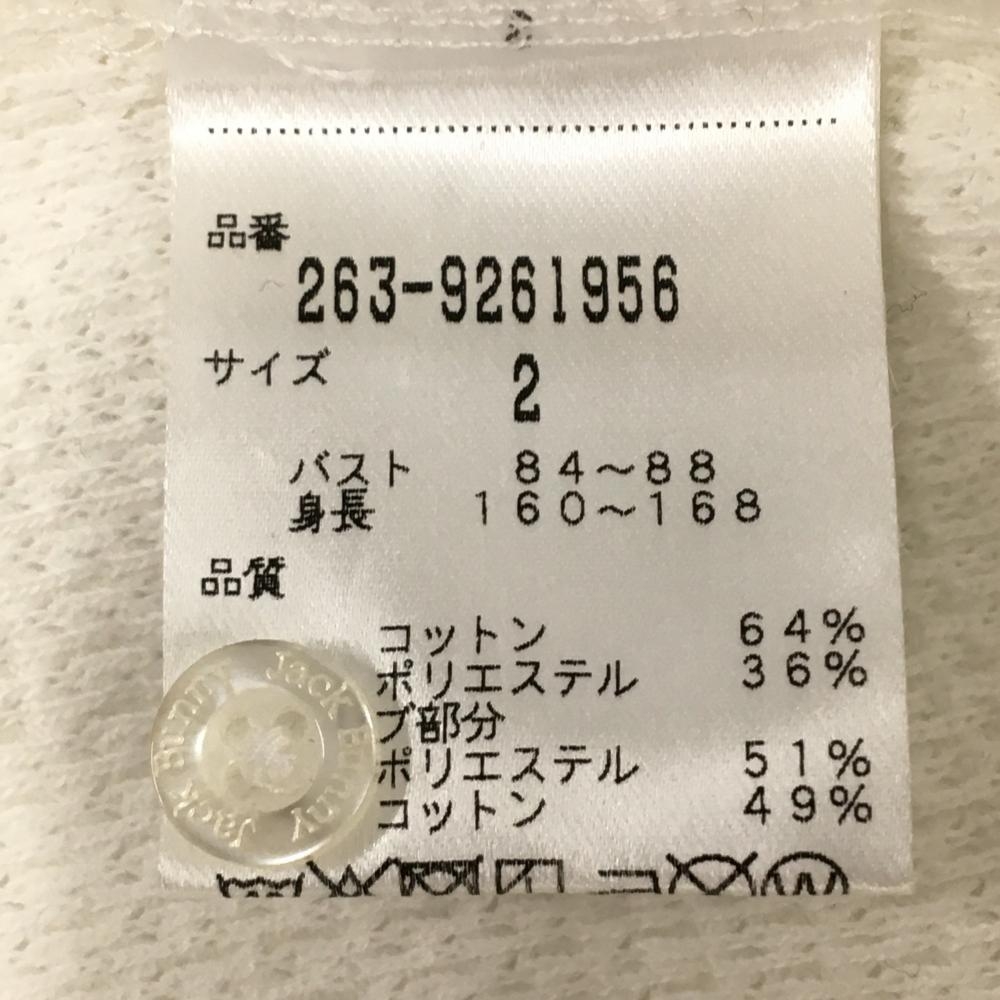 品番
263-9261956
サイズ 2
バスト 84～88
身長 160～168
品質
コットン 64%
ポリエステル 36%
ブ部分
ポリエステル 51%
コットン 49%
Jack Bunny Jack Bunny